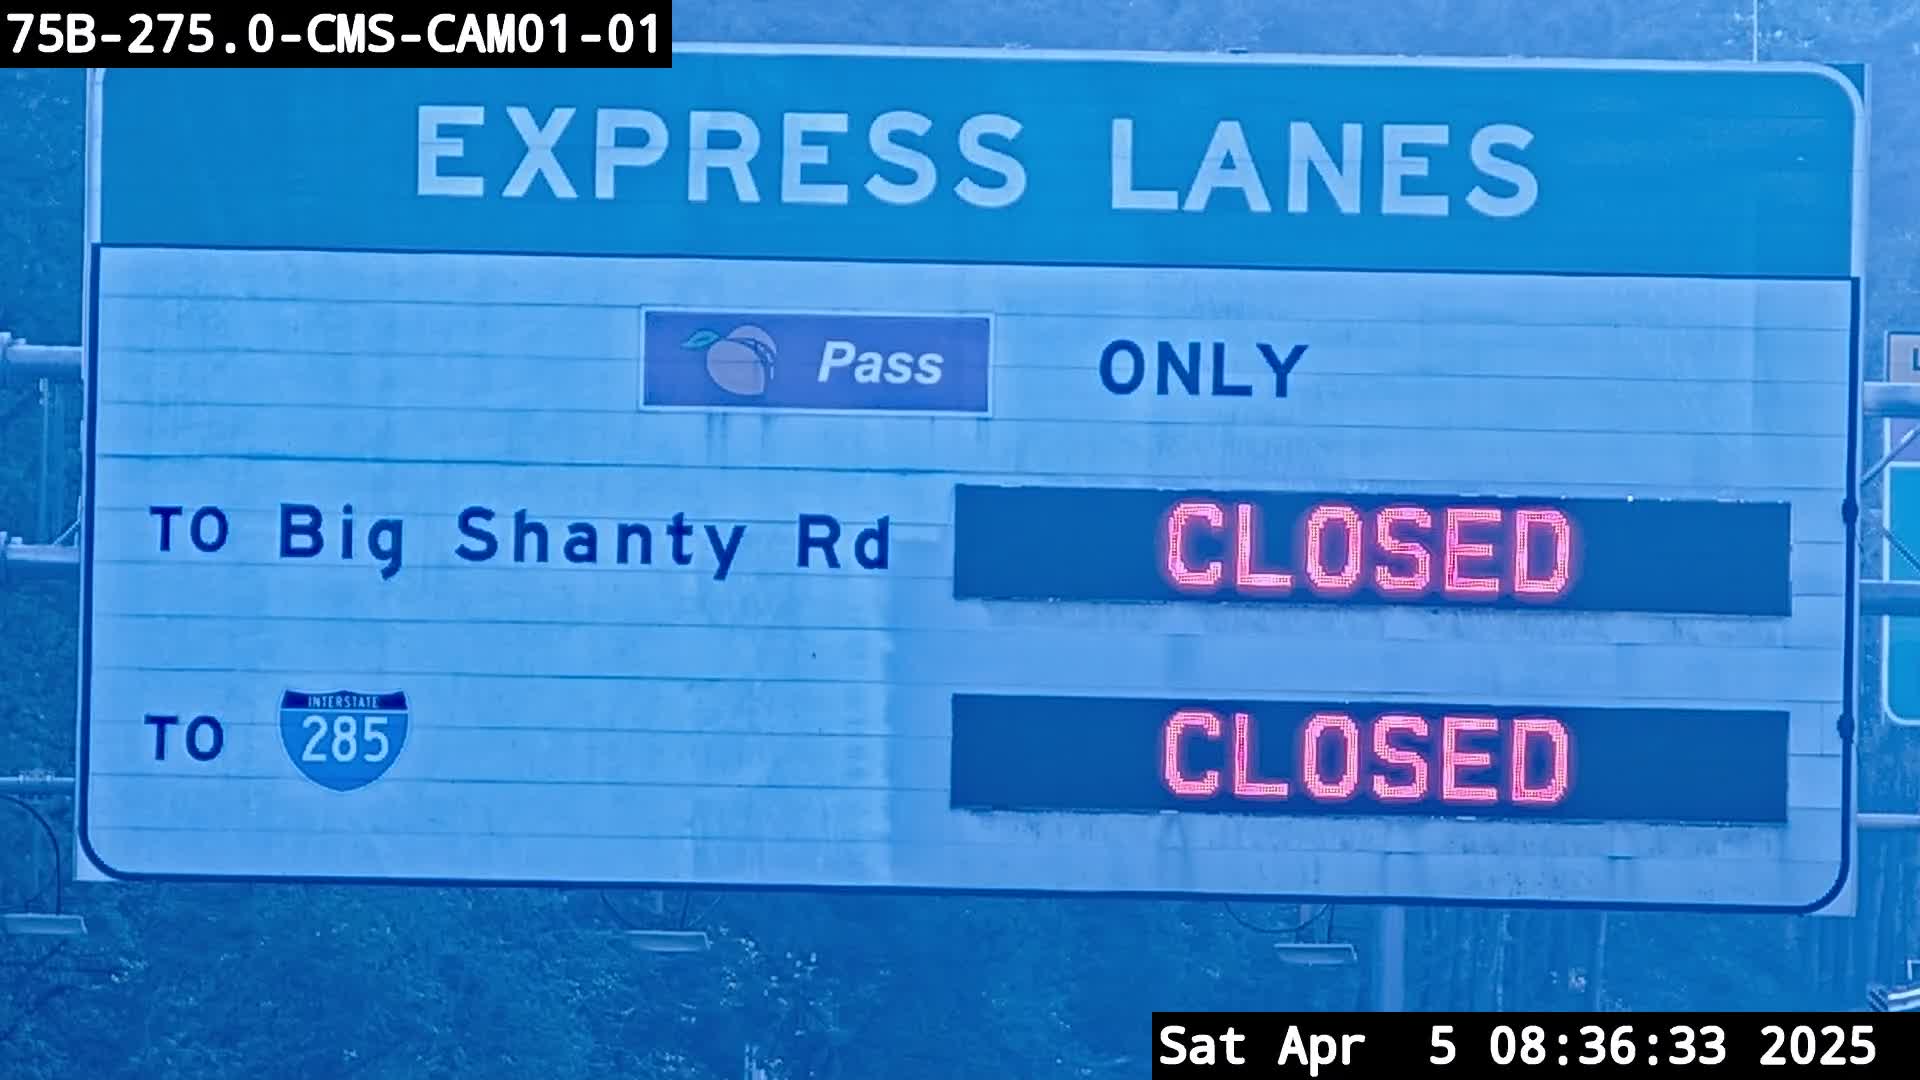 75B-275.0-CMS-CAM01-01
EXPRESS LANES
Pass ONLY
TO Big Shanty Rd CLOSED
INTERSTATE
TO 285 CLOSED
Sat Apr 5 08:36:33 2025